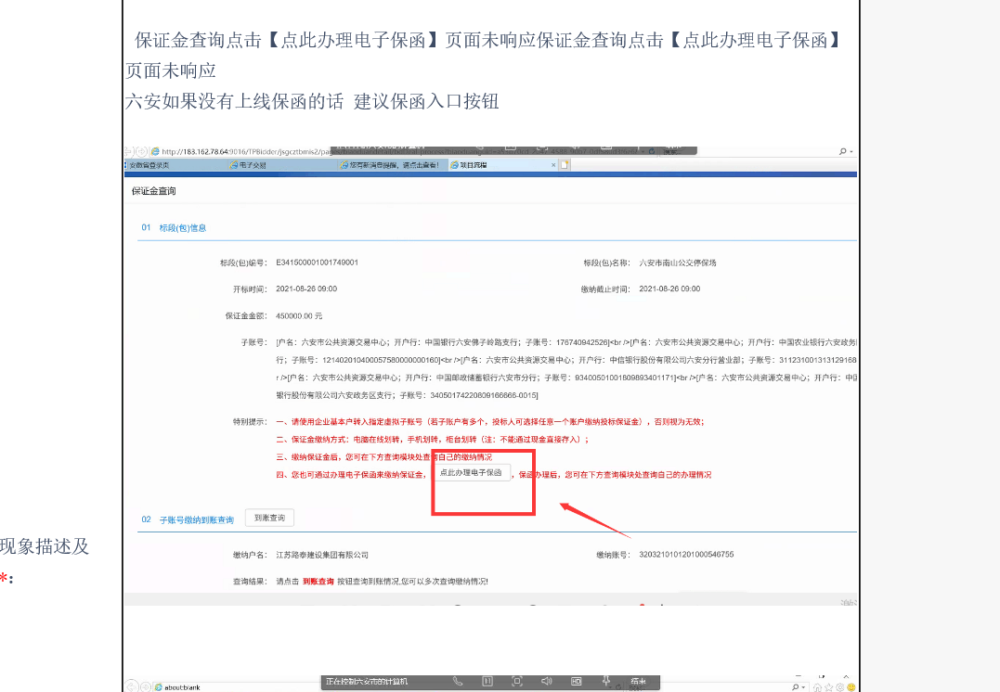 保证金查询点击【点此办理电子保函】页面未响应保证金查询点击【点此办理电子保函】
页面未响应
六安如果没有上线保函的话 建议保函入口按钮
http://183.162.78.64:9016/TPBidder/jsgcztbmis2/pag
安徽省登录页
电子交易
您有新消息提醒，请点击查看！
项目流程
保证金查询
01 标段(包)信息
标段(包)编号： E341500001001749001
标段(包)名称： 六安市南山公交停保场
开标时间： 2021-08-26 09:00
缴纳截止时间： 2021-08-26 09:00
保证金金额： 450000.00 元
子账号： [户名：六安市公共资源交易中心；开户行：中国银行六安佛子岭路支行；子账号：176740942526]<br />[户名：六安市公共资源交易中心；开户行：中国农业银行六安政务
行；子账号：12140201040005758000000­0160]<br />[户名：六安市公共资源交易中心；开户行：中信银行股份有限公司六安分行营业部；子账号：311231001313129168
r />[户名：六安市公共资源交易中心；开户行：中国邮政储蓄银行六安市分行；子账号：934005010018098934­01171]<br />[户名：六安市公共资源交易中心；开户行：中
银行股份有限公司六安政务区支行；子账号：34050174220809166666-0015]
特别提示： 一、请使用企业基本户转入指定虚拟子账号（若子账户有多个，投标人可选择任意一个账户缴纳投标保证金），否则视为无效；
二、保证金缴纳方式：电脑在线划转，手机划转，柜台划转（注：不能通过现金直接存入）；
三、缴纳保证金后，您可在下方查询模块处查询自己的缴纳情况
四、您也可通过办理电子保函来缴纳保证金， 点此办理电子保函 ，保函办理后，您可在下方查询模块处查询自己的办理情况
02 子账号缴纳到账查询 到账查询
现象描述及
*：
缴纳户名： 江苏路泰建设集团有限公司
缴纳账号： 3203210101201000546755
查询结果： 请点击 到账查询 按钮查询到账情况,您可以多次查询缴纳情况!
about:blank
正在控制六安市的计算机
HD
结束